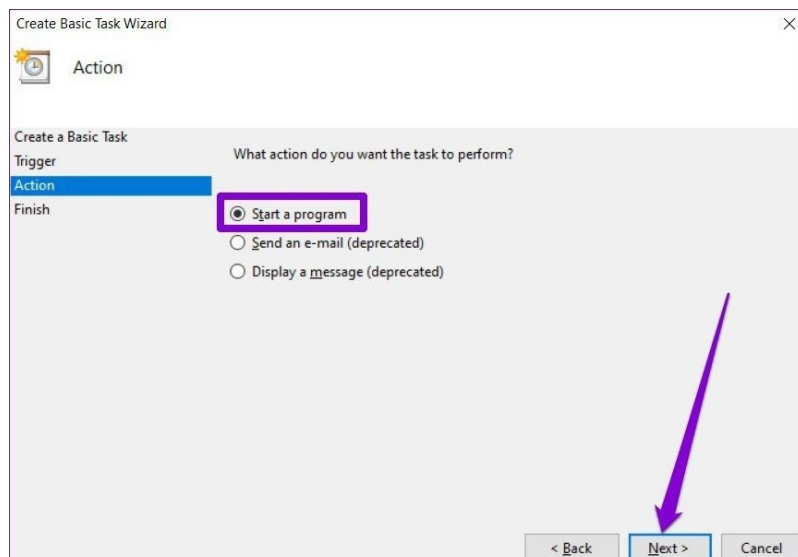 Create Basic Task Wizard
Action
Create a Basic Task
Trigger
Action
Finish
What action do you want the task to perform?
Start a program
Send an e-mail (deprecated)
Display a message (deprecated)
< Back
Next >
Cancel